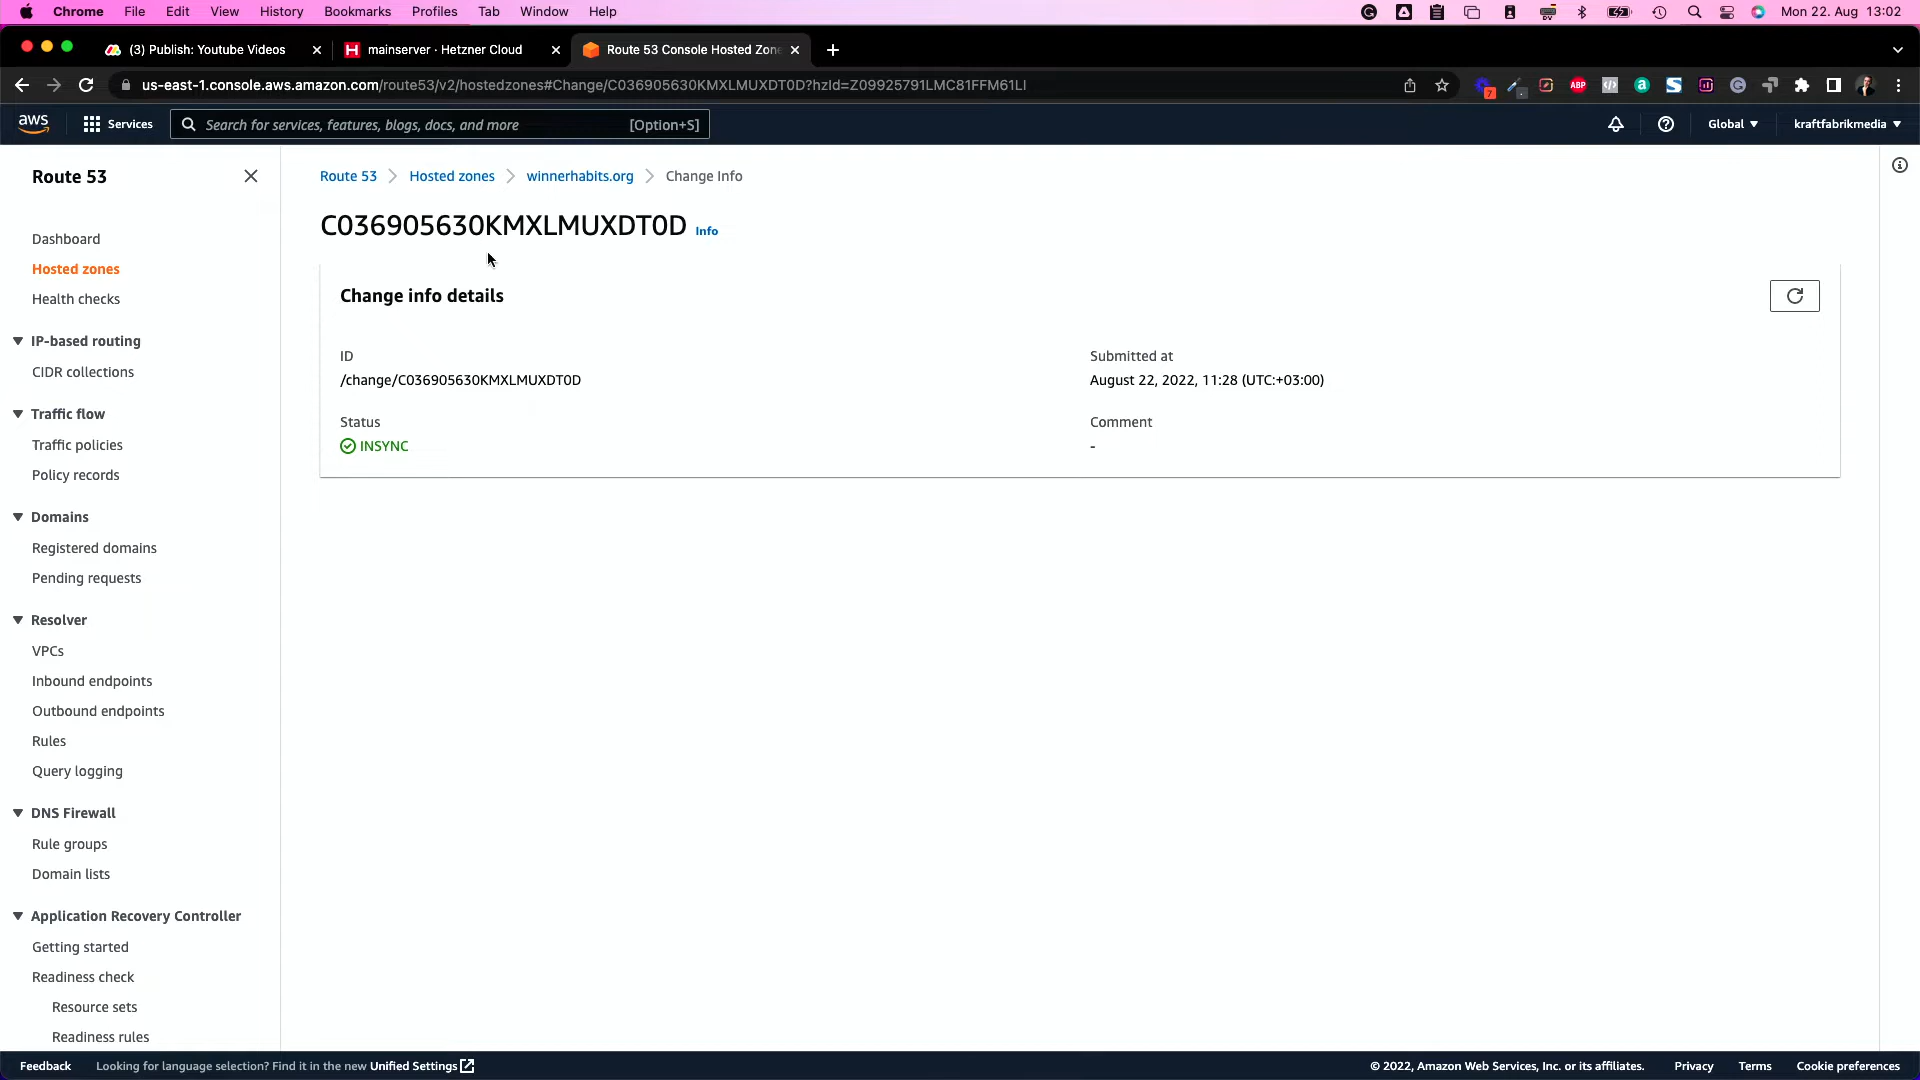 Chrome File Edit View History Bookmarks Profiles Tab Window Help Mon 22. Aug 13:02
(3) Publish: Youtube Videos mainserver · Hetzner Cloud Route 53 Console Hosted Zon
us-east-1.console.aws.amazon.com/route53/v2/hostedzones#Change/C036905630KMXLMUXDT0D?hzId=Z09925791LMC81FFM61LI
aws Services Search for services, features, blogs, docs, and more [Option+S] Global kraftfabrikmedia
Route 53
Dashboard
Hosted zones
Health checks
IP-based routing
CIDR collections
Traffic flow
Traffic policies
Policy records
Domains
Registered domains
Pending requests
Resolver
VPCs
Inbound endpoints
Outbound endpoints
Rules
Query logging
DNS Firewall
Rule groups
Domain lists
Application Recovery Controller
Getting started
Readiness check
Resource sets
Readiness rules
Route 53 Hosted zones winnerhabits.org Change Info
C036905630KMXLMUXDT0D Info
Change info details
ID
/change/C036905630KMXLMUXDT0D
Submitted at
August 22, 2022, 11:28 (UTC:+03:00)
Status
INSYNC
Comment
-
Feedback Looking for language selection? Find it in the new Unified Settings © 2022, Amazon Web Services, Inc. or its affiliates. Privacy Terms Cookie preferences